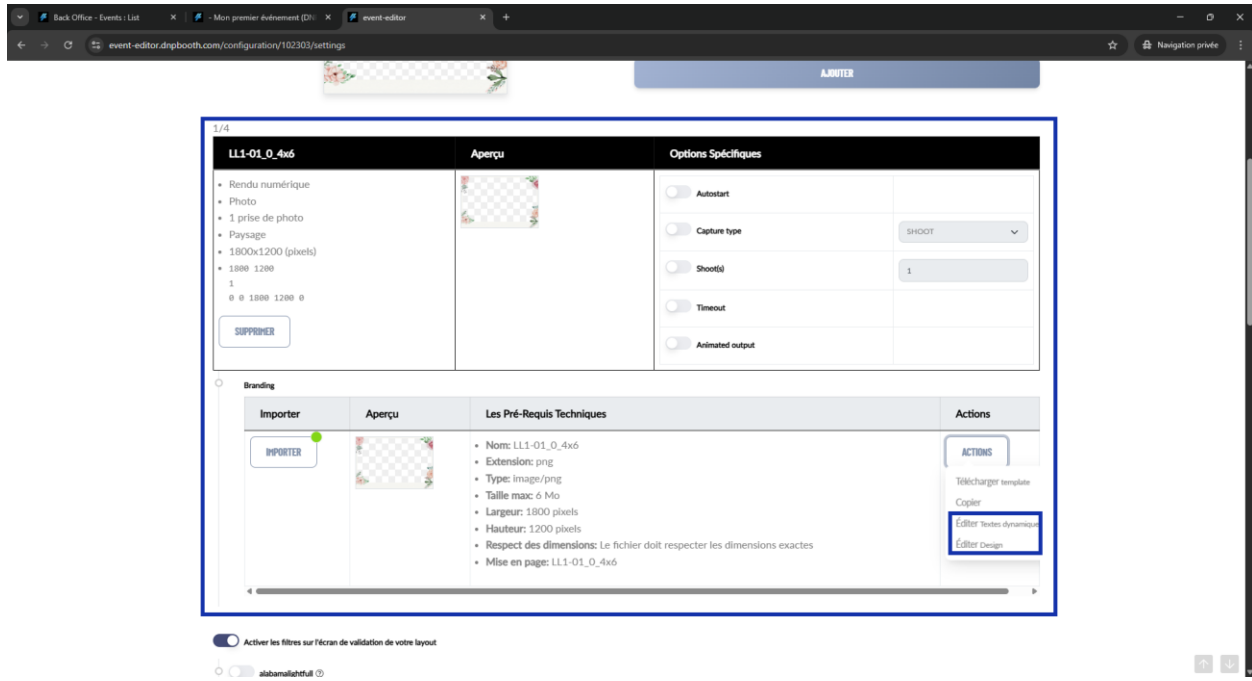 Back Office - Events : List
- Mon premier événement (DN
event-editor
event-editor.dnpbooth.com/configuration/102303/settings
Navigation privée
AJOUTER
1/4
LL1-01_0_4x6
Aperçu
Options Spécifiques
• Rendu numérique
• Photo
• 1 prise de photo
• Paysage
• 1800x1200 (pixels)
• 1800 1200
1
0 0 1800 1200 0
SUPPRIMER
Autostart
Capture type
SHOOT
Shoot(s)
1
Timeout
Animated output
Branding
Importer
Aperçu
Les Pré-Requis Techniques
Actions
IMPORTER
• Nom: LL1-01_0_4x6
• Extension: png
• Type: image/png
• Taille max: 6 Mo
• Largeur: 1800 pixels
• Hauteur: 1200 pixels
• Respect des dimensions: Le fichier doit respecter les dimensions exactes
• Mise en page: LL1-01_0_4x6
ACTIONS
Télécharger template
Copier
Éditer Textes dynamique
Éditer Design
Activer les filtres sur l'écran de validation de votre layout
alabamalightfull